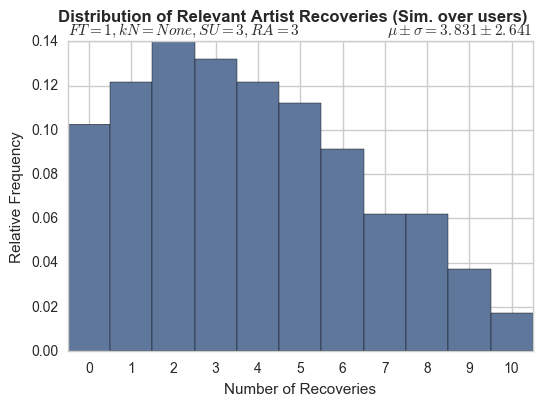 Distribution of Relevant Artist Recoveries (Sim. over users)
FT = 1, kN = None, SU = 3, RA = 3
μ ± σ = 3.831 ± 2.641
0.14
0.12
0.10
0.08
0.06
0.04
0.02
0.00
Relative Frequency
0 1 2 3 4 5 6 7 8 9 10
Number of Recoveries